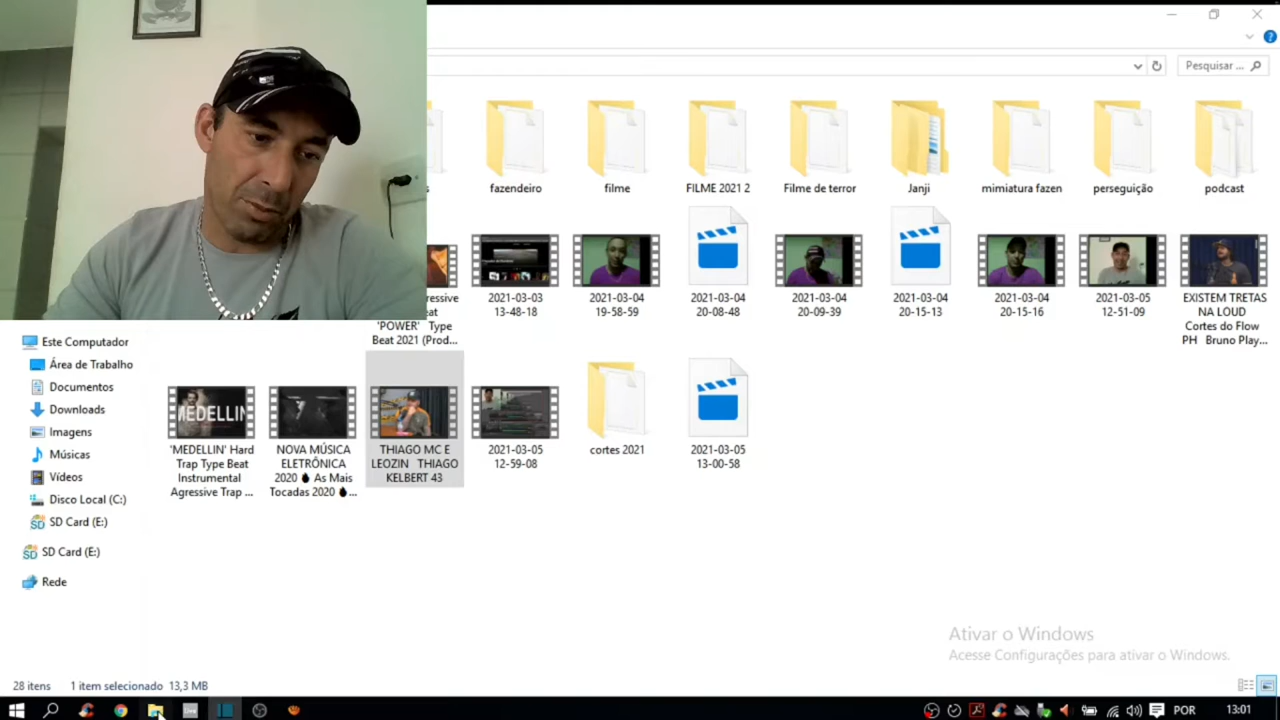 Pesquisar ...
fazendeiro
filme
FILME 2021 2
Filme de terror
Janji
mimiatura fazen
perseguição
podcast
'POWER' Type
Beat 2021 (Prod...
2021-03-03
13-48-18
2021-03-04
19-58-59
2021-03-04
20-08-48
2021-03-04
20-09-39
2021-03-04
20-15-13
2021-03-04
20-15-16
2021-03-05
12-51-09
EXISTEM TRETAS
NA LOUD
Cortes do Flow
PH Bruno Play...
Este Computador
Área de Trabalho
Documentos
Downloads
Imagens
Músicas
Vídeos
Disco Local (C:)
SD Card (E:)
SD Card (E:)
Rede
MEDELLIN
'MEDELLIN' Hard
Trap Type Beat
Instrumental
Agressive Trap ...
NOVA MÚSICA
ELETRÔNICA
2020 As Mais
Tocadas 2020 ...
THIAGO MC E
LEOZIN THIAGO
KELBERT 43
2021-03-05
12-59-08
cortes 2021
2021-03-05
13-00-58
Ativar o Windows
Acesse Configurações para ativar o Windows.
28 itens 1 item selecionado 13,3 MB
POR 13:01